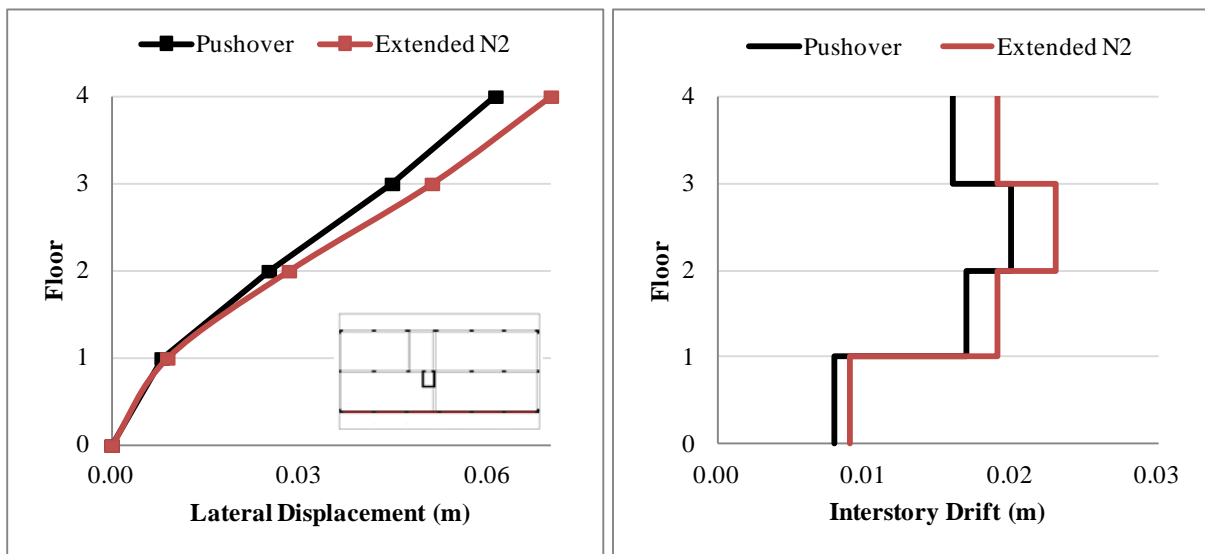 Pushover Extended N2
4
3
2
1
0
Floor
0.00 0.03 0.06
Lateral Displacement (m)
Pushover Extended N2
4
3
2
1
0
Floor
0.00 0.01 0.02 0.03
Interstory Drift (m)